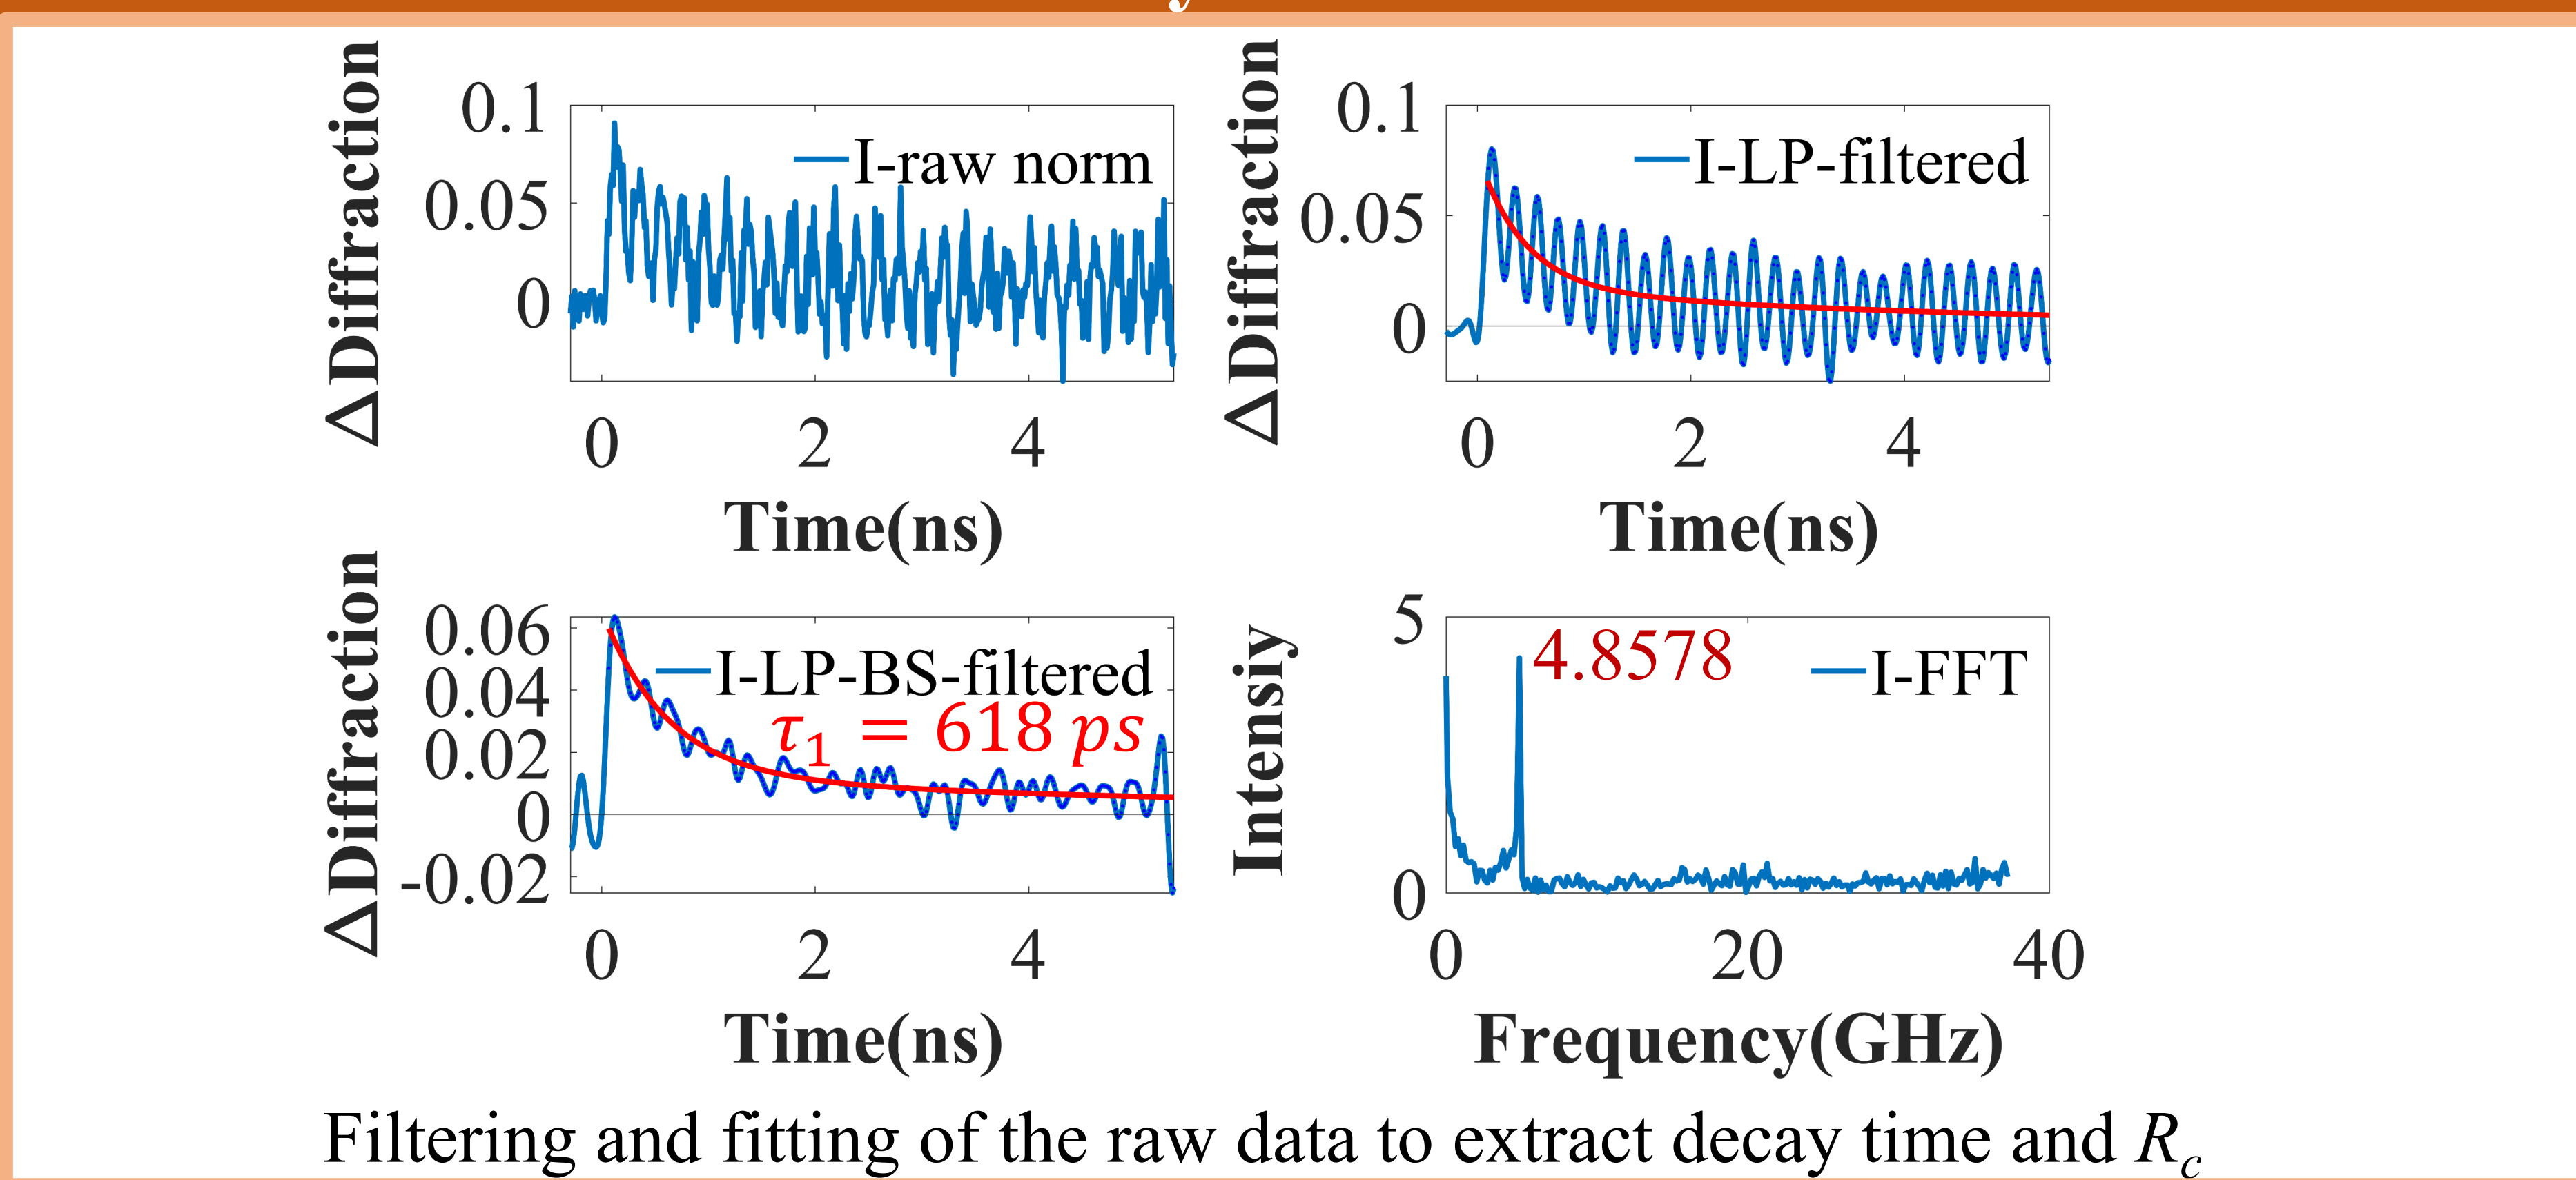 ΔDiffraction
0.1
0.05
0
I-raw norm
0 2 4
Time(ns)
ΔDiffraction
0.1
0.05
0
I-LP-filtered
0 2 4
Time(ns)
ΔDiffraction
0.06
0.04
0.02
0
-0.02
I-LP-BS-filtered
τ₁ = 618 ps
0 2 4
Time(ns)
Intensiy
5
0
4.8578
I-FFT
0 20 40
Frequency(GHz)
Filtering and fitting of the raw data to extract decay time and R_c